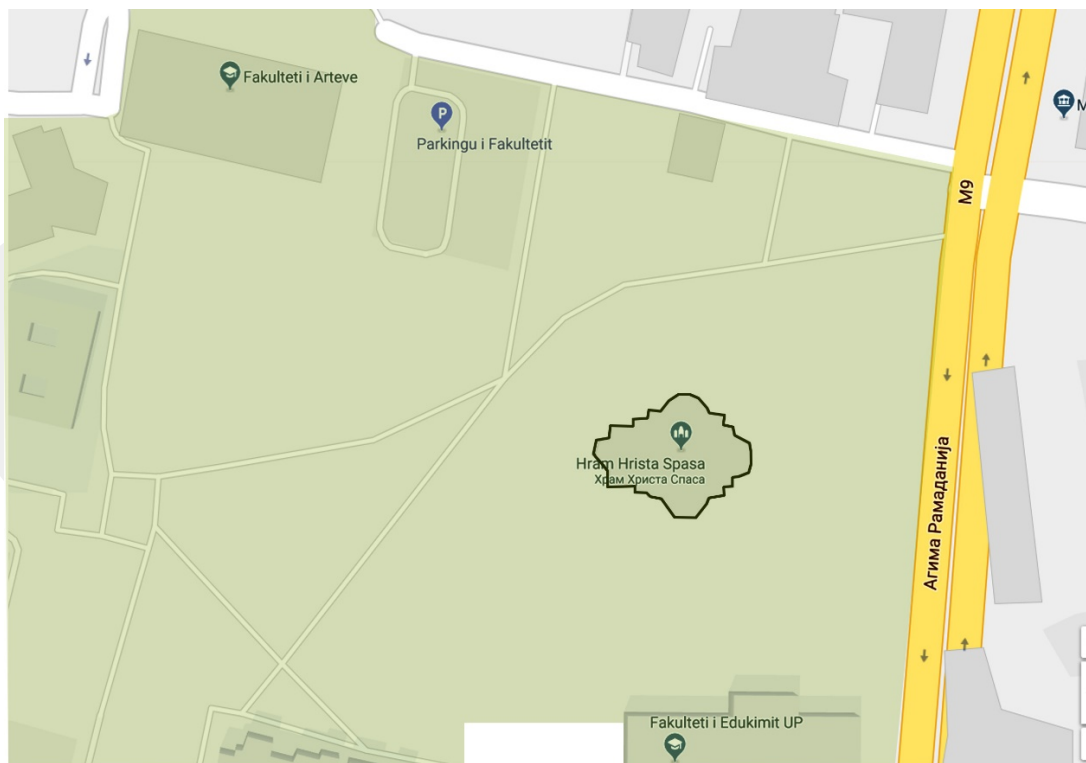 Fakulteti i Arteve
P
Parkingu i Fakultetit
M9
Hram Hrista Spasa
Храм Христа Спаса
Агима Рамаданија
Fakulteti i Edukimit UP